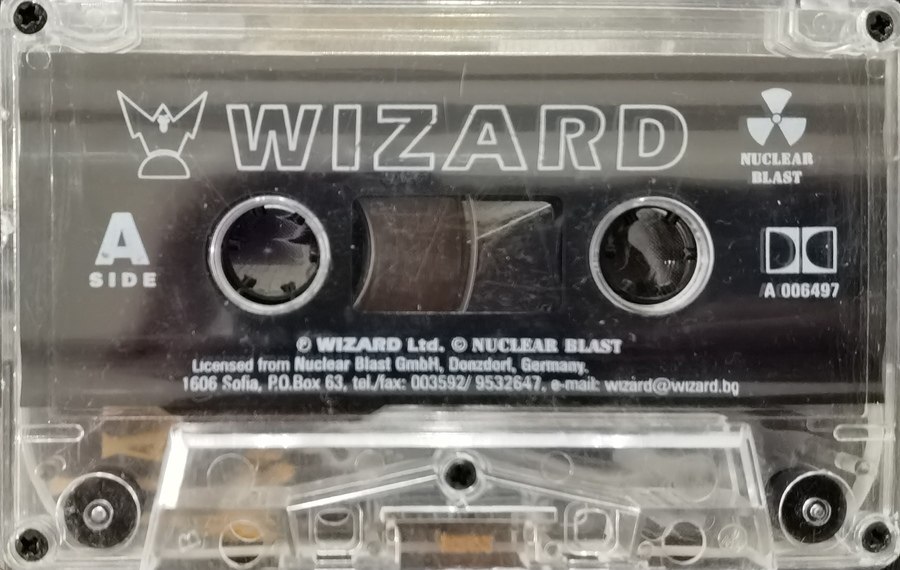 WIZARD
NUCLEAR
BLAST
A
SIDE
A 006497
℗ WIZARD Ltd. © NUCLEAR BLAST
Licensed from Nuclear Blast GmbH, Donzdorf, Germany.
1606 Sofia, P.O.Box 63, tel./fax: 003592/ 9532647, e-mail: wizard@wizard.bg